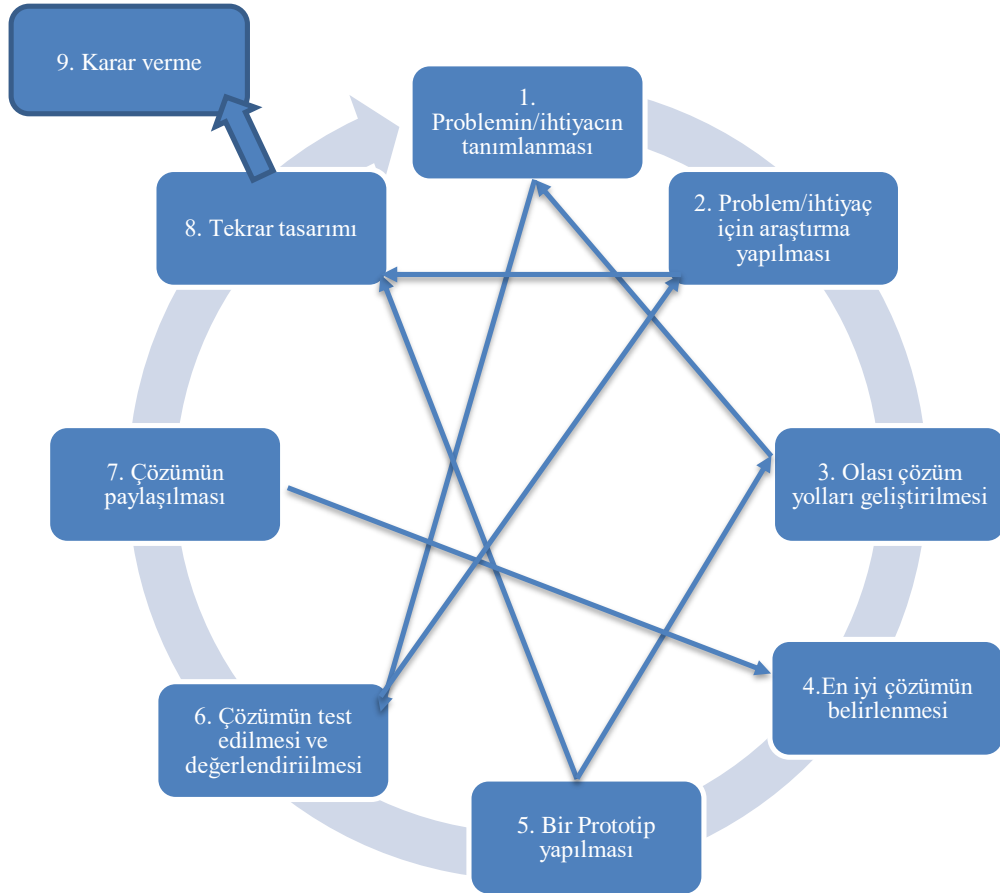 9. Karar verme
1.
Problemin/ihtiyacın
tanımlanması
2. Problem/ihtiyaç
için araştırma
yapılması
3. Olası çözüm
yolları geliştirilmesi
4.En iyi çözümün
belirlenmesi
5. Bir Prototip
yapılması
6. Çözümün test
edilmesi ve
değerlendiriilmesi
7. Çözümün
paylaşılması
8. Tekrar tasarımı